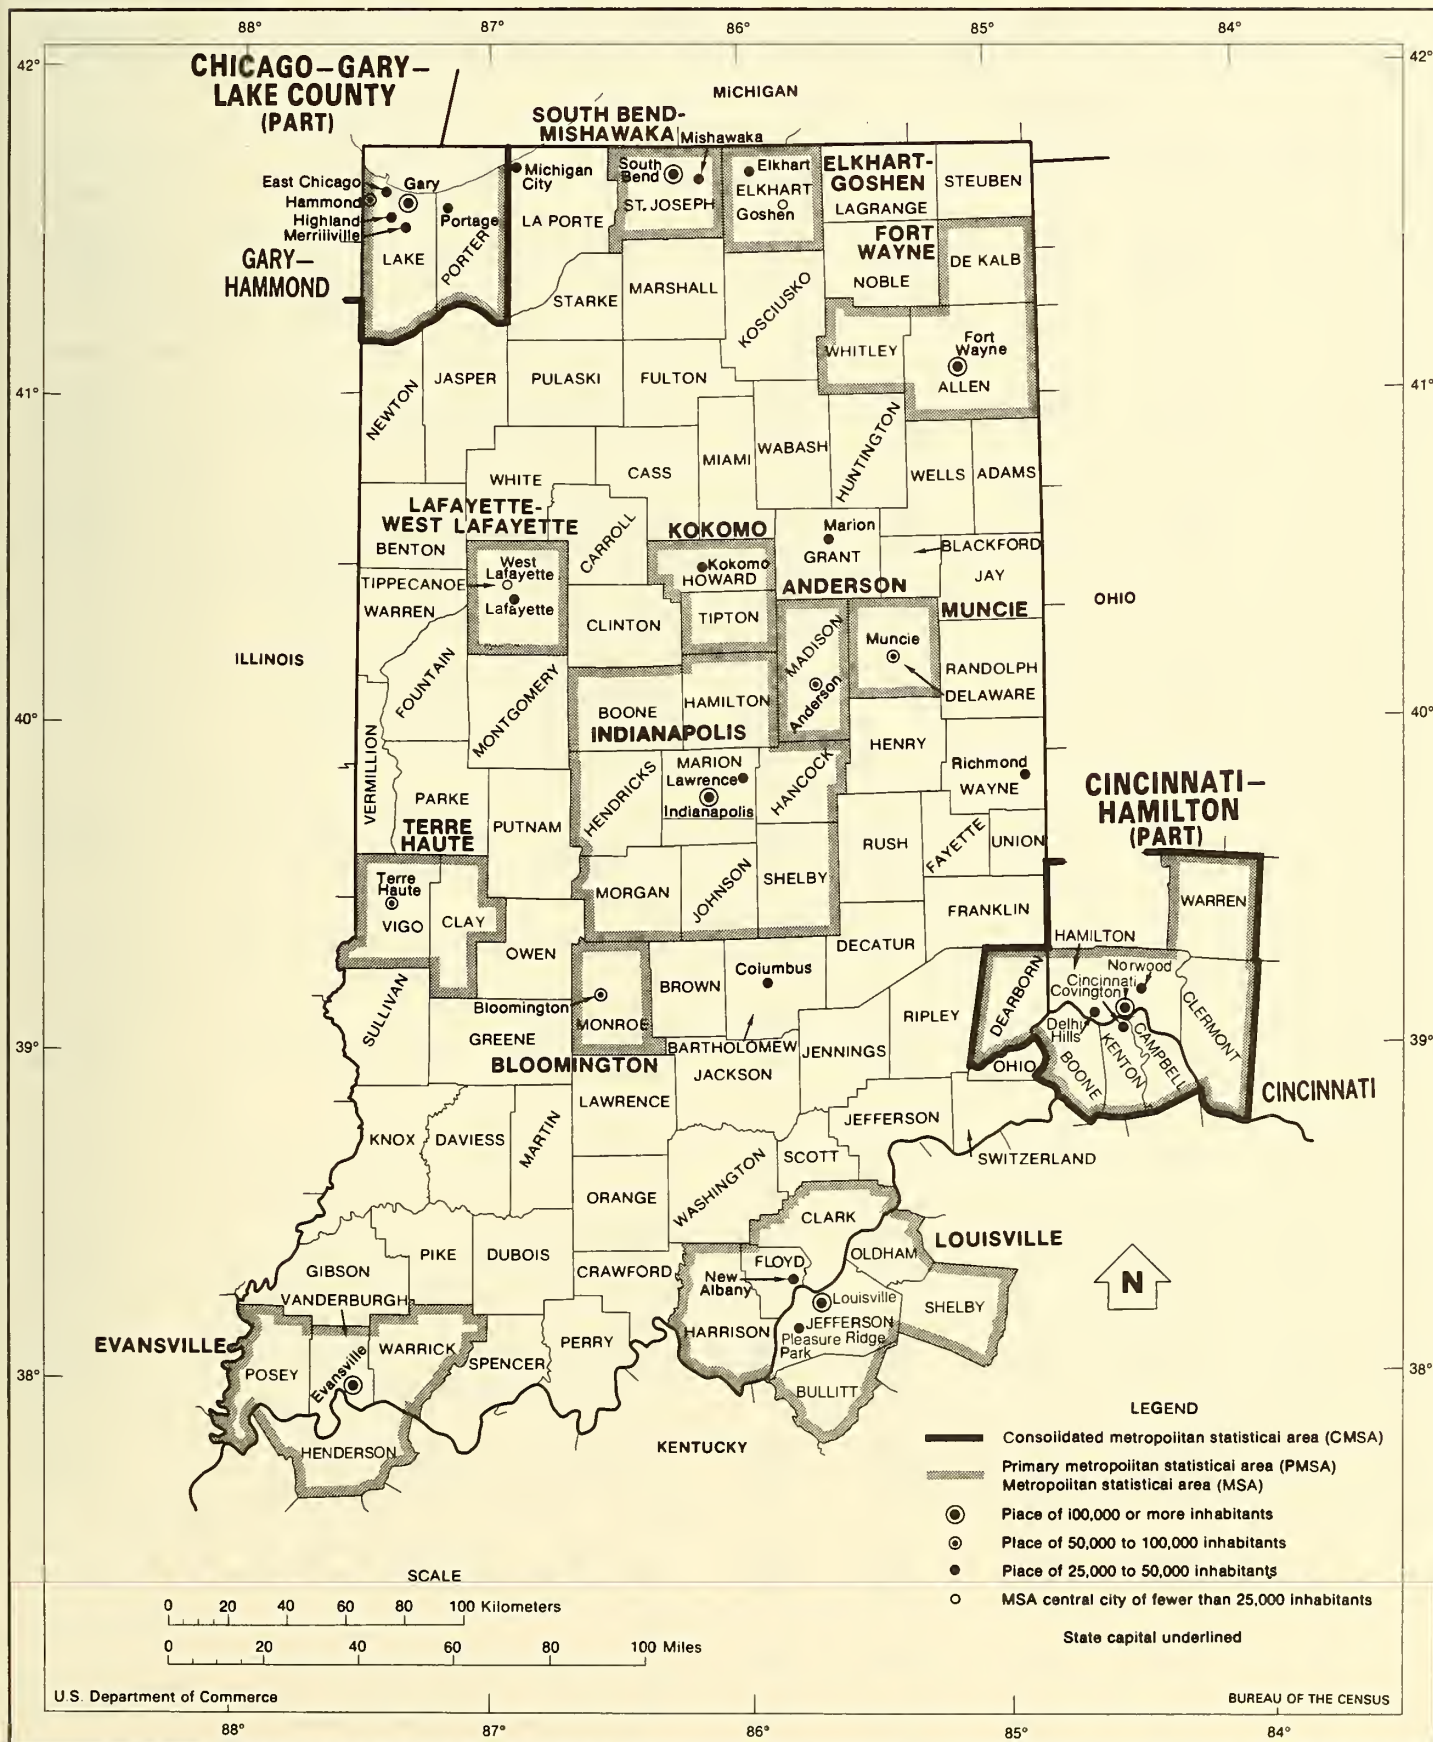 88° 87° 86° 85° 84°
42° 42°
CHICAGO–GARY–
LAKE COUNTY
(PART)
MICHIGAN
SOUTH BEND-
MISHAWAKA
Mishawaka
East Chicago
Gary
Hammond
Highland
Merrillville
Portage
LAKE
PORTER
GARY–
HAMMOND
Michigan
City
LA PORTE
South
Bend
ST. JOSEPH
Elkhart
ELKHART
Goshen
ELKHART-
GOSHEN
LAGRANGE
STEUBEN
FORT
WAYNE
NOBLE
DE KALB
STARKE
MARSHALL
KOSCIUSKO
WHITLEY
Fort
Wayne
ALLEN
41° 41°
NEWTON
JASPER
PULASKI
FULTON
WHITE
CASS
MIAMI
WABASH
HUNTINGTON
WELLS
ADAMS
LAFAYETTE-
WEST LAFAYETTE
BENTON
CARROLL
KOKOMO
Kokomo
HOWARD
Marion
GRANT
BLACKFORD
JAY
TIPPECANOE
West
Lafayette
Lafayette
WARREN
ANDERSON
MUNCIE
OHIO
CLINTON
TIPTON
MADISON
Anderson
Muncie
RANDOLPH
DELAWARE
ILLINOIS
FOUNTAIN
MONTGOMERY
BOONE
HAMILTON
INDIANAPOLIS
40° 40°
VERMILLION
HENRY
MARION
Lawrence
Indianapolis
HENDRICKS
HANCOCK
Richmond
WAYNE
CINCINNATI–
HAMILTON
(PART)
PARKE
TERRE
HAUTE
PUTNAM
RUSH
FAYETTE
UNION
Terre
Haute
VIGO
CLAY
MORGAN
JOHNSON
SHELBY
FRANKLIN
WARREN
OWEN
DECATUR
HAMILTON
Norwood
Cincinnati
Covington
Delhi
Hills
DEARBORN
CLERMONT
SULLIVAN
Bloomington
MONROE
BROWN
Columbus
RIPLEY
GREENE
BARTHOLOMEW
JENNINGS
39° 39°
BLOOMINGTON
JACKSON
OHIO
BOONE
KENTON
CAMPBELL
CINCINNATI
LAWRENCE
JEFFERSON
KNOX
DAVIESS
MARTIN
SWITZERLAND
SCOTT
WASHINGTON
ORANGE
CLARK
LOUISVILLE
PIKE
DUBOIS
GIBSON
CRAWFORD
FLOYD
New
Albany
OLDHAM
Louisville
SHELBY
N
VANDERBURGH
HARRISON
JEFFERSON
Pleasure Ridge
Park
EVANSVILLE
POSEY
Evansville
WARRICK
SPENCER
PERRY
38° 38°
BULLITT
HENDERSON
KENTUCKY
LEGEND
Consolidated metropolitan statistical area (CMSA)
Primary metropolitan statistical area (PMSA)
Metropolitan statistical area (MSA)
Place of 100,000 or more inhabitants
Place of 50,000 to 100,000 inhabitants
Place of 25,000 to 50,000 inhabitants
MSA central city of fewer than 25,000 inhabitants
State capital underlined
SCALE
0 20 40 60 80 100 Kilometers
0 20 40 60 80 100 Miles
U.S. Department of Commerce
BUREAU OF THE CENSUS
88° 87° 86° 85° 84°